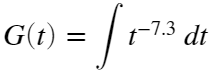 G(t) = ∫ t⁻⁷·³ dt